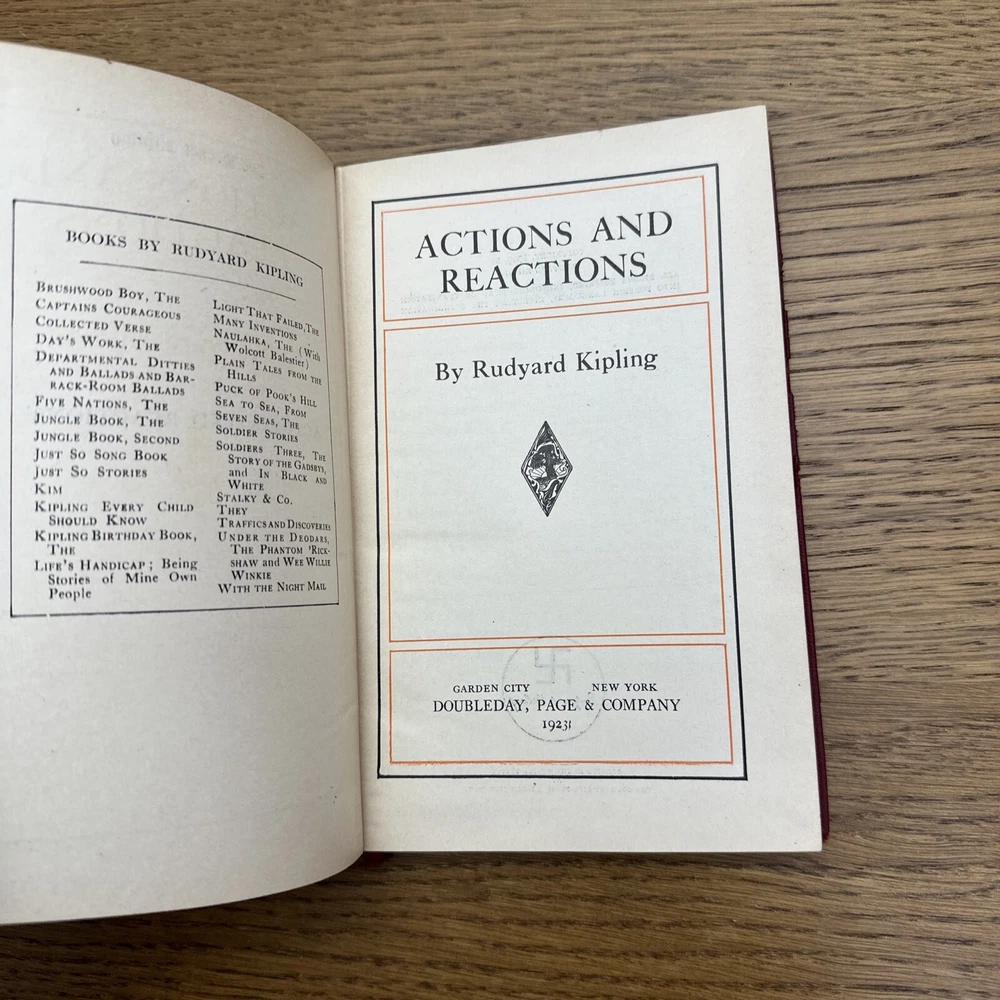 BOOKS BY RUDYARD KIPLING
BRUSHWOOD BOY, THE
CAPTAINS COURAGEOUS
COLLECTED VERSE
DAY'S WORK, THE
DEPARTMENTAL DITTIES
AND BALLADS AND BAR-
RACK-ROOM BALLADS
FIVE NATIONS, THE
JUNGLE BOOK, THE
JUNGLE BOOK, SECOND
JUST SO SONG BOOK
JUST SO STORIES
KIM
KIPLING EVERY CHILD
SHOULD KNOW
KIPLING BIRTHDAY BOOK,
THE
LIFE'S HANDICAP; Being
Stories of Mine Own
People
LIGHT THAT FAILED, THE
MANY INVENTIONS
NAULAHKA, THE (With
Wolcott Balestier)
PLAIN TALES FROM THE
HILLS
PUCK OF POOK'S HILL
SEA TO SEA, FROM
SEVEN SEAS, THE
SOLDIER STORIES
SOLDIERS THREE, THE
STORY OF THE GADSBYS,
and IN BLACK AND
WHITE
STALKY & CO.
THEY
TRAFFICS AND DISCOVERIES
UNDER THE DEODARS,
THE PHANTOM 'RICK-
SHAW and WEE WILLIE
WINKIE
WITH THE NIGHT MAIL
ACTIONS AND
REACTIONS
By Rudyard Kipling
GARDEN CITY NEW YORK
DOUBLEDAY, PAGE & COMPANY
1923